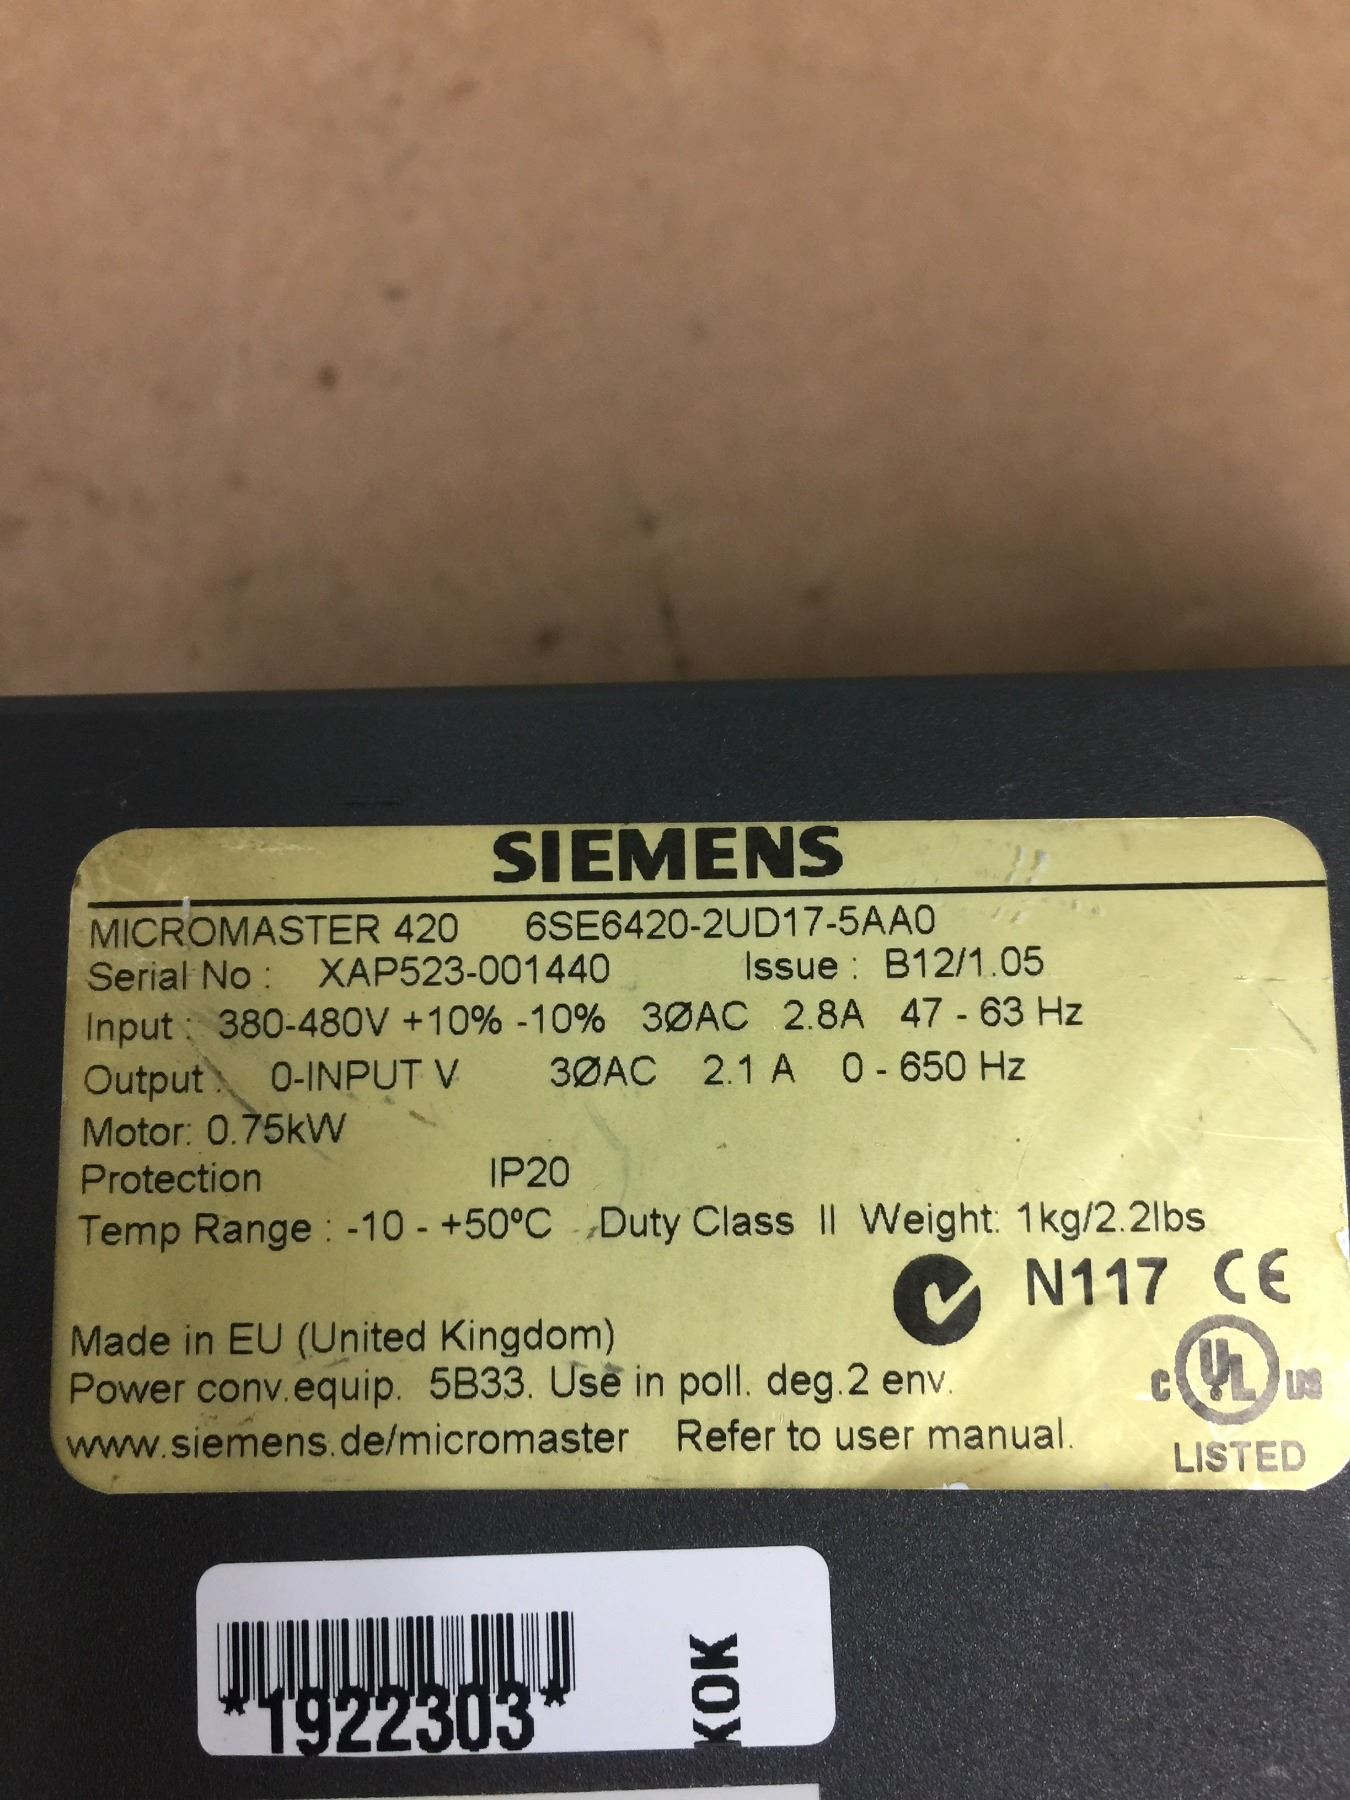 SIEMENS
MICROMASTER 420 6SE6420-2UD17-5AA0
Serial No : XAP523-001440 Issue : B12/1.05
Input : 380-480V +10% -10% 3ØAC 2.8A 47 - 63 Hz
Output : 0-INPUT V 3ØAC 2.1 A 0 - 650 Hz
Motor: 0.75kW
Protection IP20
Temp Range : -10 - +50ºC Duty Class II Weight: 1kg/2.2lbs
N117 CE
Made in EU (United Kingdom)
Power conv.equip. 5B33. Use in poll. deg.2 env.
C UL US
www.siemens.de/micromaster Refer to user manual.
LISTED
*1922303*
KOK